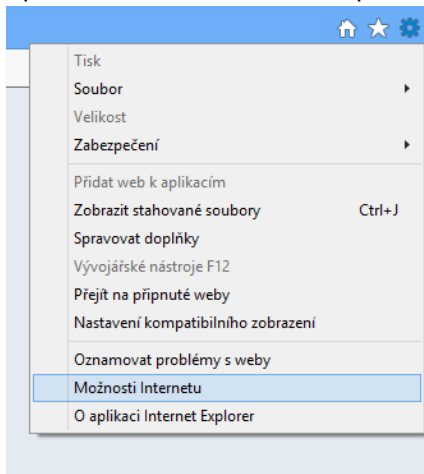 Tisk
Soubor
Velikost
Zabezpečení
Přidat web k aplikacím
Zobrazit stahované soubory Ctrl+J
Spravovat doplňky
Vývojářské nástroje F12
Přejít na připnuté weby
Nastavení kompatibilního zobrazení
Oznamovat problémy s weby
Možnosti Internetu
O aplikaci Internet Explorer